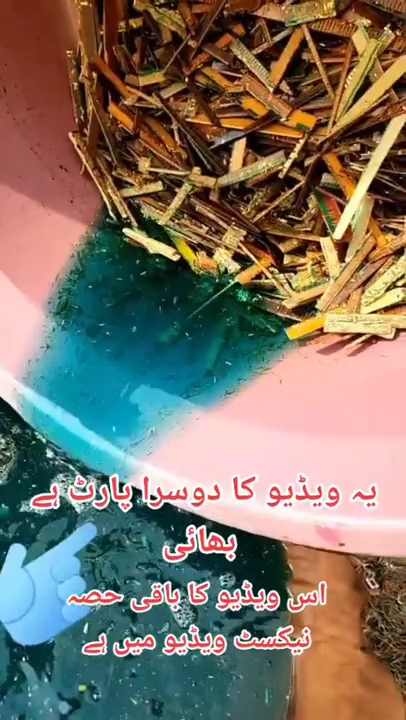 یہ ویڈیو کا دوسرا پارٹ ہے
بھائی
اس ویڈیو کا باقی حصہ
نیکسٹ ویڈیو میں ہے